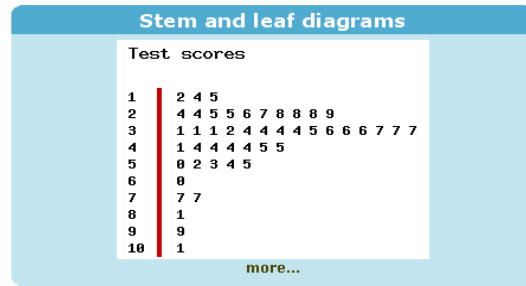 Stem and leaf diagrams
Test scores
1 2 4 5
2 4 4 5 5 6 7 8 8 8 9
3 1 1 1 2 4 4 4 4 5 6 6 6 7 7 7
4 1 4 4 4 4 5 5
5 0 2 3 4 5
6 0
7 7 7
8 1
9 9
10 1
more...